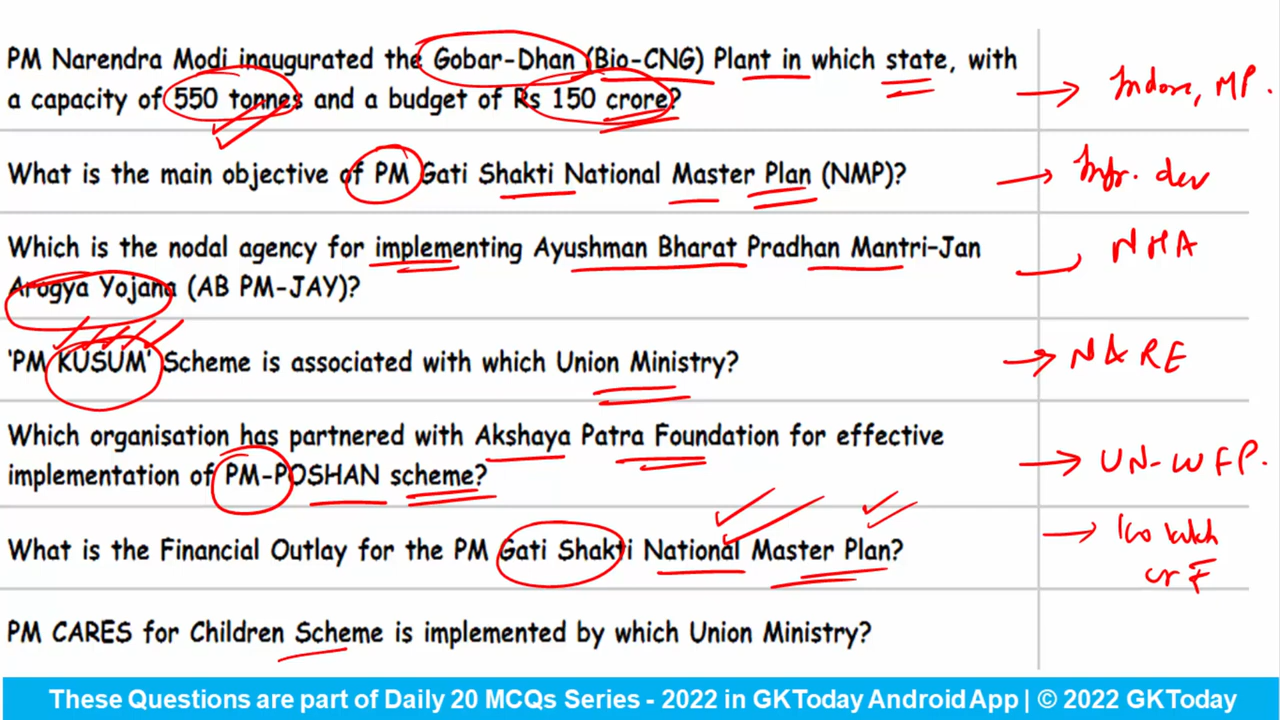 PM Narendra Modi inaugurated the Gobar-Dhan (Bio-CNG) Plant in which state, with
a capacity of 550 tonnes and a budget of Rs 150 crore?
Indore, MP.
What is the main objective of PM Gati Shakti National Master Plan (NMP)?
Infr. dev
Which is the nodal agency for implementing Ayushman Bharat Pradhan Mantri-Jan
Arogya Yojana (AB PM-JAY)?
NHA
'PM KUSUM' Scheme is associated with which Union Ministry?
Which organisation has partnered with Akshaya Patra Foundation for effective
implementation of PM-POSHAN scheme?
UN-WFP.
What is the Financial Outlay for the PM Gati Shakti National Master Plan?
PM CARES for Children Scheme is implemented by which Union Ministry?
These Questions are part of Daily 20 MCQs Series - 2022 in GKToday Android App | © 2022 GKToday